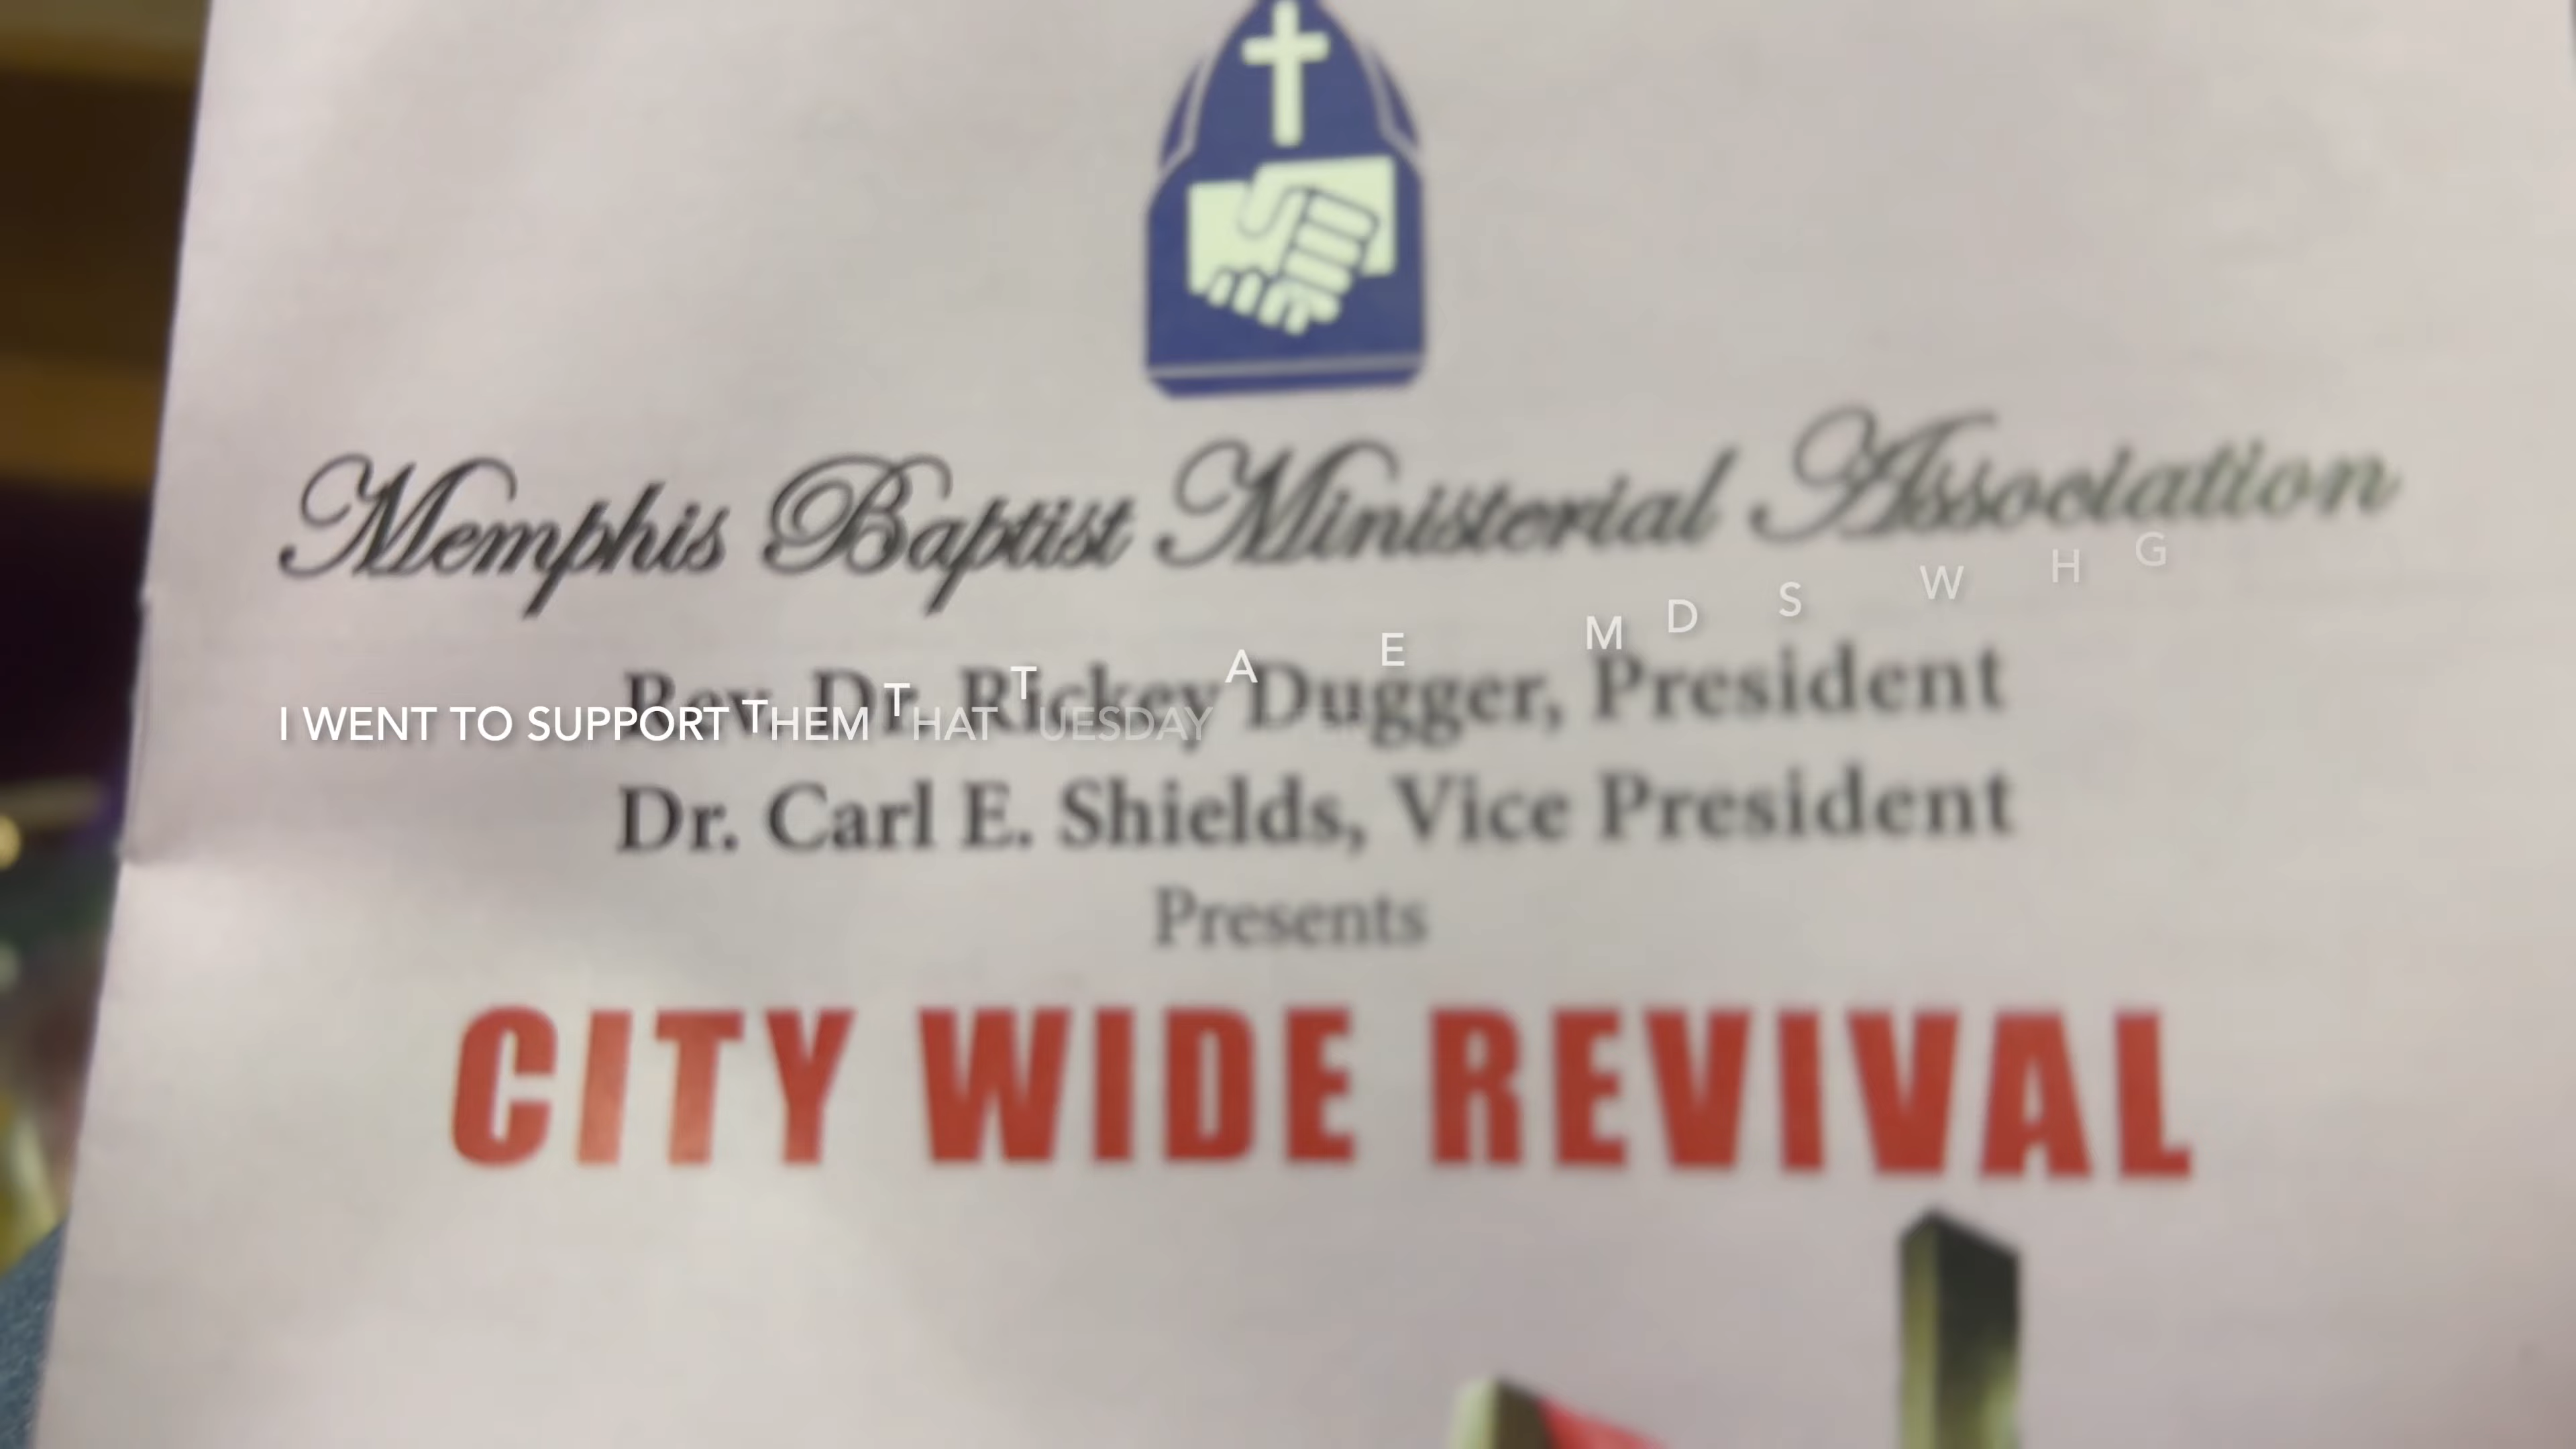 Memphis Baptist Ministerial Association
Rev. Dr. Rickey Dugger, President
I WENT TO SUPPORT THEM THAT TUESDAY A E M D S W H G
Dr. Carl E. Shields, Vice President
Presents
CITY WIDE REVIVAL